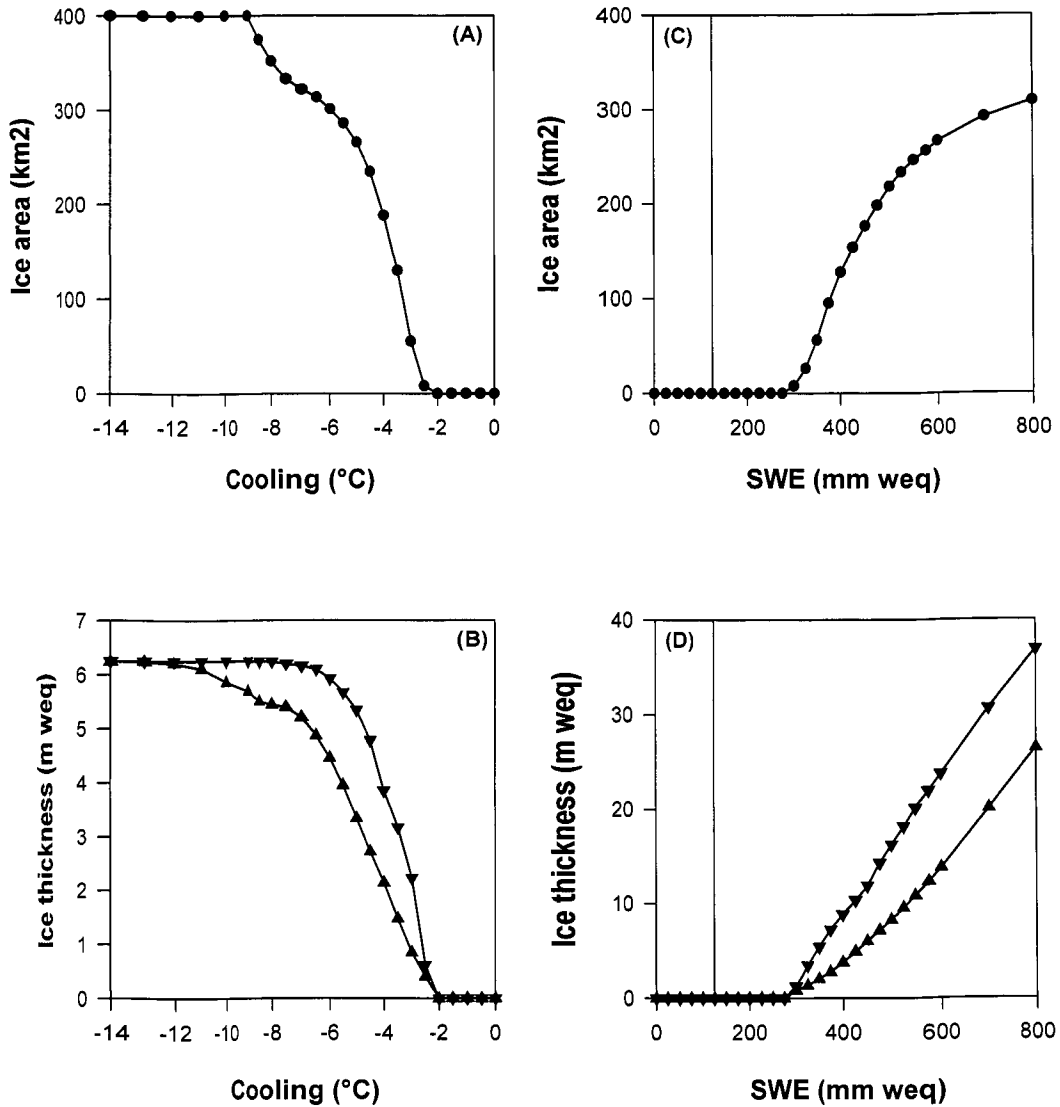 (A)
Ice area (km2)
400
300
200
100
0
-14 -12 -10 -8 -6 -4 -2 0
Cooling (°C)
(C)
Ice area (km2)
400
300
200
100
0
0 200 400 600 800
SWE (mm weq)
(B)
Ice thickness (m weq)
7
6
5
4
3
2
1
0
-14 -12 -10 -8 -6 -4 -2 0
Cooling (°C)
(D)
Ice thickness (m weq)
40
30
20
10
0
0 200 400 600 800
SWE (mm weq)